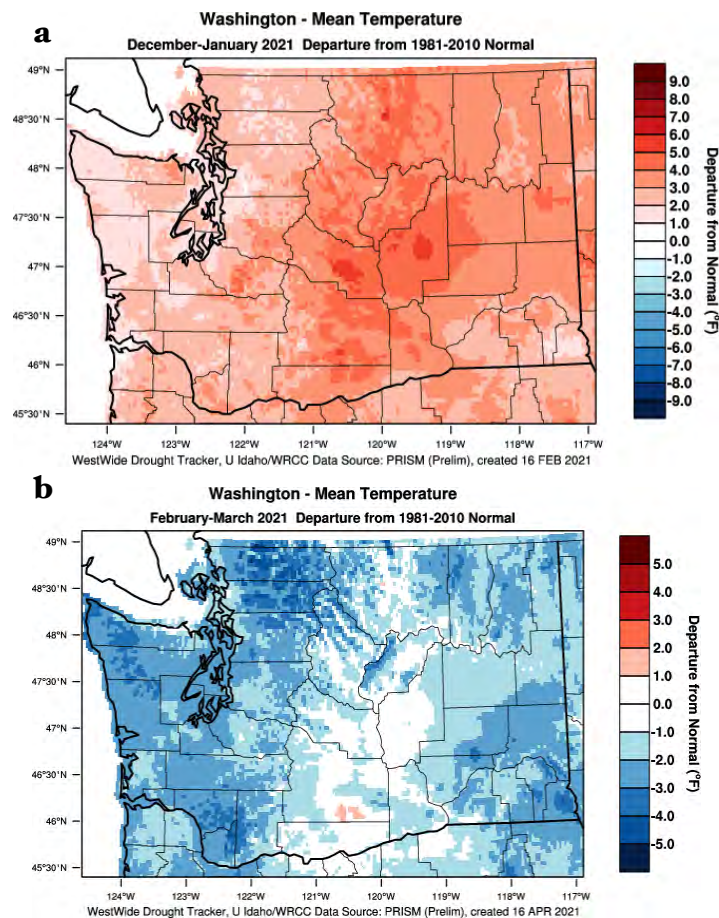 a
Washington - Mean Temperature
December-January 2021 Departure from 1981-2010 Normal
49°N
48°30'N
48°N
47°30'N
47°N
46°30'N
46°N
45°30'N
124°W 123°W 122°W 121°W 120°W 119°W 118°W 117°W
9.0
8.0
7.0
6.0
5.0
4.0
3.0
2.0
1.0
0.0
-1.0
-2.0
-3.0
-4.0
-5.0
-6.0
-7.0
-8.0
-9.0
Departure from Normal (°F)
WestWide Drought Tracker, U Idaho/WRCC Data Source: PRISM (Prelim), created 16 FEB 2021
b
Washington - Mean Temperature
February-March 2021 Departure from 1981-2010 Normal
49°N
48°30'N
48°N
47°30'N
47°N
46°30'N
46°N
45°30'N
124°W 123°W 122°W 121°W 120°W 119°W 118°W 117°W
5.0
4.0
3.0
2.0
1.0
0.0
-1.0
-2.0
-3.0
-4.0
-5.0
Departure from Normal (°F)
WestWide Drought Tracker, U Idaho/WRCC Data Source: PRISM (Prelim), created 16 APR 2021